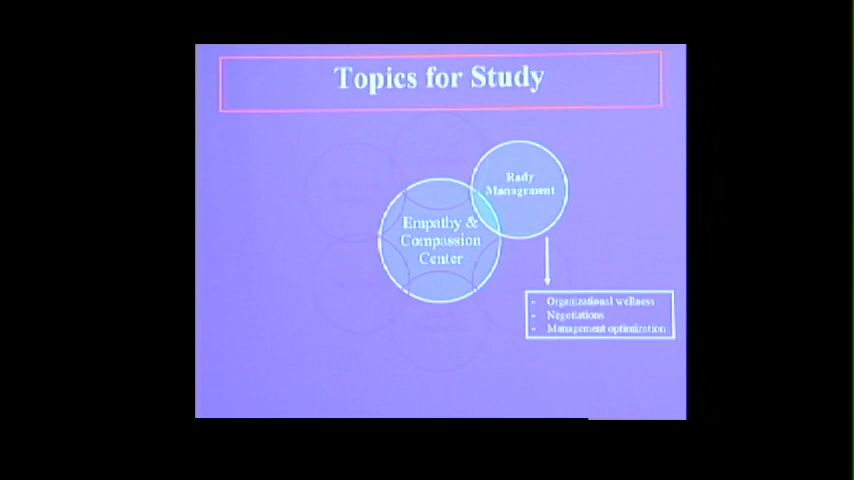 Topics for Study
Rady
Management
Empathy &
Compassion
Center
- Organizational wellness
- Negotiations
- Management optimization